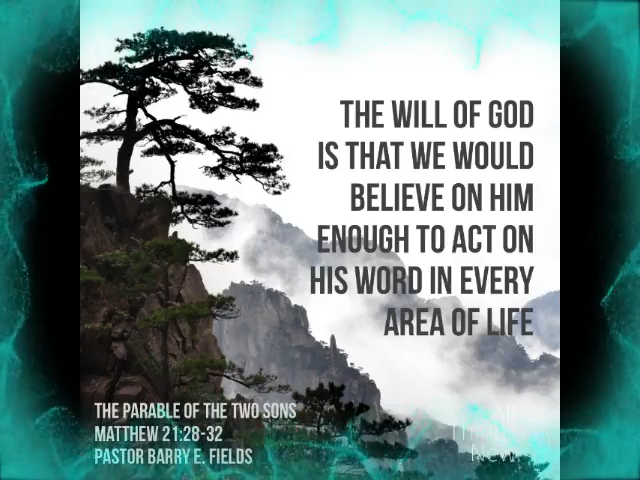 THE WILL OF GOD
IS THAT WE WOULD
BELIEVE ON HIM
ENOUGH TO ACT ON
HIS WORD IN EVERY
AREA OF LIFE
THE PARABLE OF THE TWO SONS
MATTHEW 21:28-32
PASTOR BARRY E. FIELDS